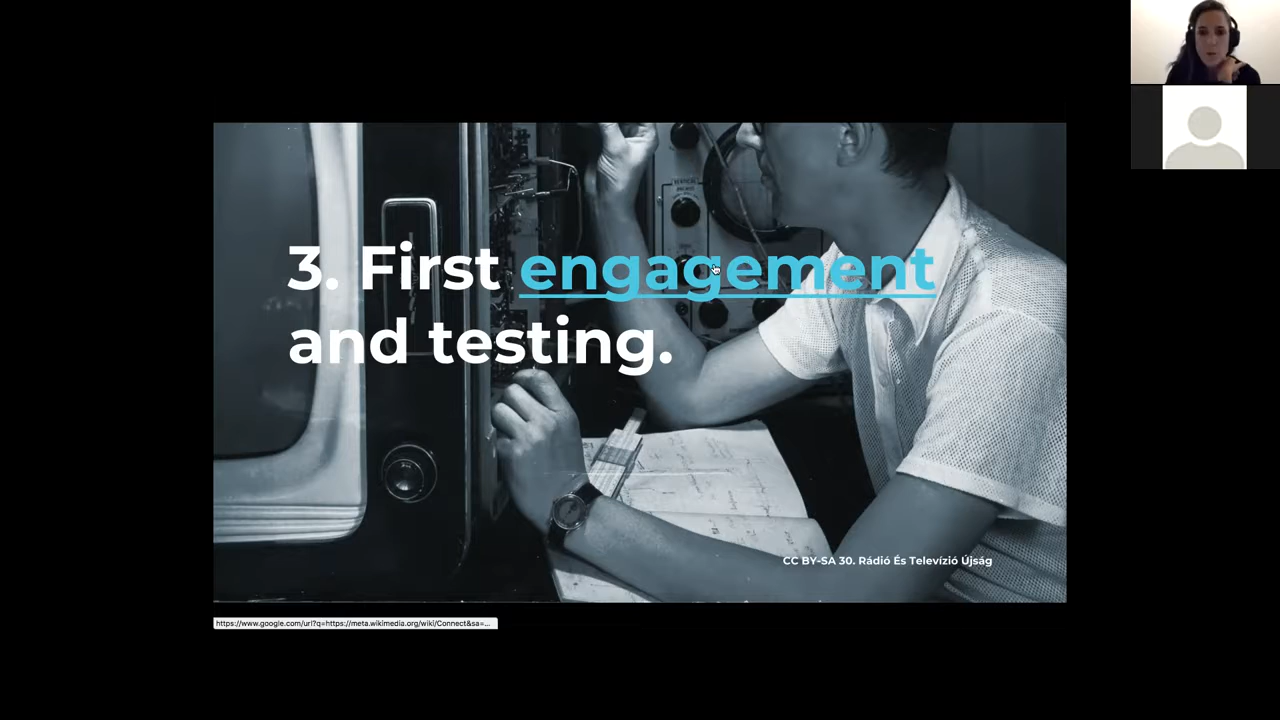 3. First engagement
and testing.
CC BY-SA 30. Rádió És Televízió Újság
https://www.google.com/url?q=https://meta.wikimedia.org/wiki/Connect&sa=...